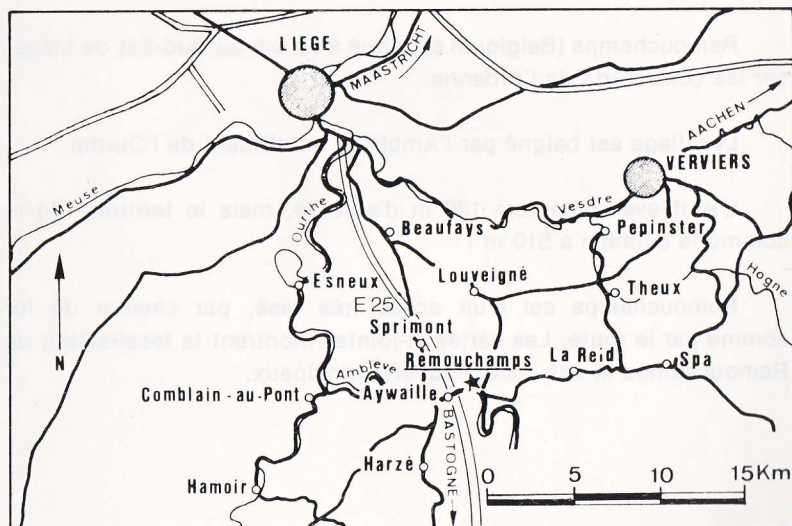 LIEGE
MAASTRICHT
AACHEN
VERVIERS
Meuse
Ourthe
Vesdre
Beaufays
Pepinster
Esneux
Louveigné
Theux
Hogne
E 25
Sprimont
N
Remouchamps
La Reid
Spa
Amblève
Comblain-au-Pont
Aywaille
BASTOGNE
Harzé
Hamoir
0 5 10 15Km